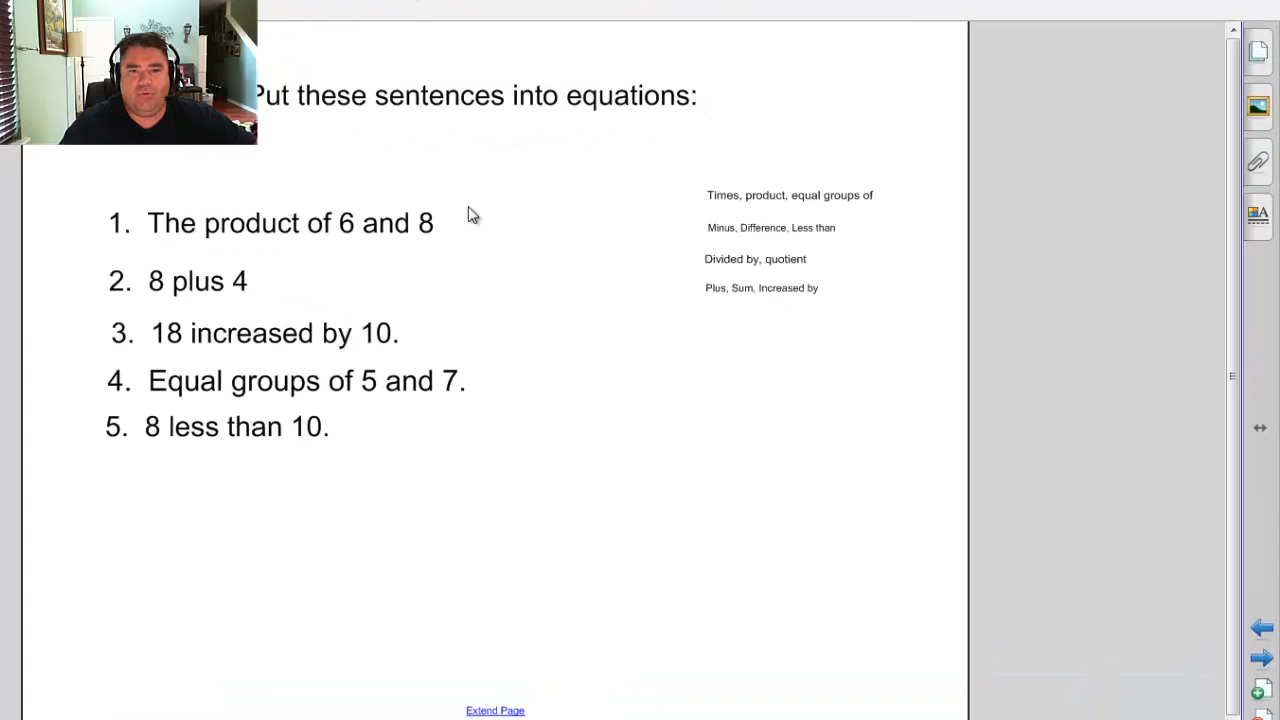 Put these sentences into equations:
1. The product of 6 and 8
2. 8 plus 4
3. 18 increased by 10.
4. Equal groups of 5 and 7.
5. 8 less than 10.
Times, product, equal groups of
Minus, Difference, Less than
Divided by, quotient
Plus, Sum, Increased by
Extend Page